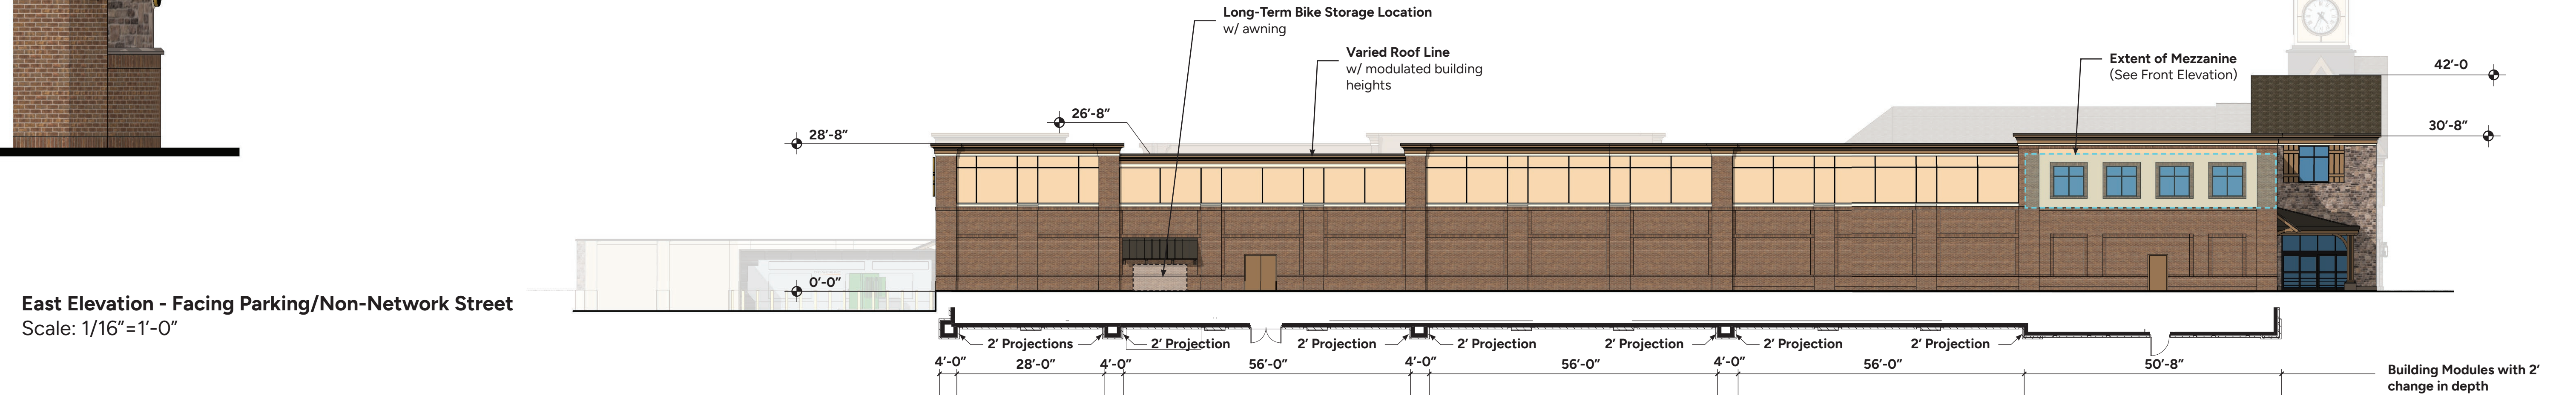 Long-Term Bike Storage Location
w/ awning
Varied Roof Line
w/ modulated building
heights
Extent of Mezzanine
(See Front Elevation)
42’-0
26’-8”
28’-8”
30’-8”
0’-0”
East Elevation - Facing Parking/Non-Network Street
Scale: 1/16”=1’-0”
2’ Projections
2’ Projection
2’ Projection
2’ Projection
2’ Projection
2’ Projection
2’ Projection
4’-0”
28’-0”
4’-0”
56’-0”
4’-0”
56’-0”
4’-0”
56’-0”
50’-8”
Building Modules with 2’
change in depth